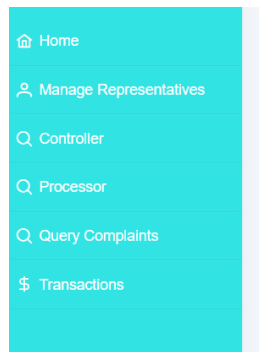 Home
Manage Representatives
Controller
Processor
Query Complaints
Transactions